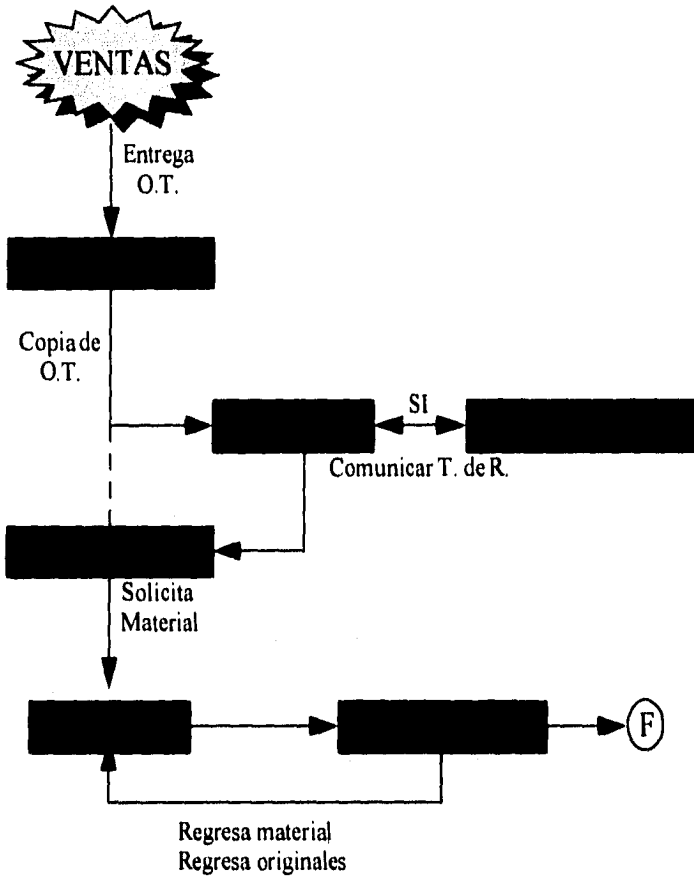 VENTAS
Entrega
O.T.
Copia de
O.T.
SI
Comunicar T. de R.
Solicita
Material
F
Regresa material
Regresa originales